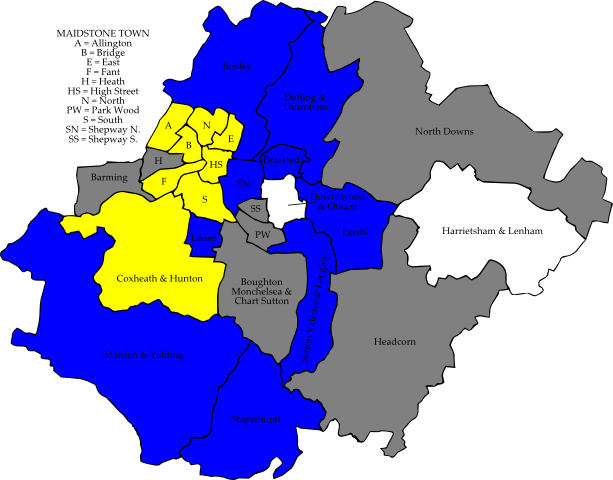 MAIDSTONE TOWN
A = Allington
B = Bridge
E = East
F = Fant
H = Heath
HS = High Street
N = North
PW = Park Wood
S = South
SN = Shepway N.
SS = Shepway S.
Boxley
Detling &
Thurnham
North Downs
A
N
B
E
H
HS
Bearsted
Barming
F
SN
S
SS
Downswood
& Otham
Leeds
Harrietsham & Lenham
PW
Loose
Coxheath & Hunton
Boughton
Monchelsea &
Chart Sutton
Sutton Valence & Langley
Headcorn
Marden & Yalding
Staplehurst